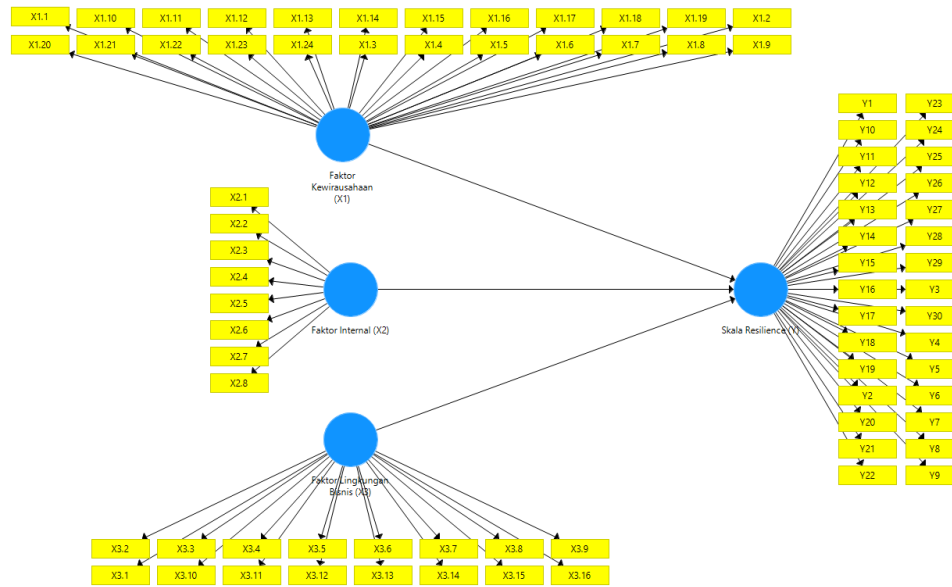 X1.1 X1.10 X1.11 X1.12 X1.13 X1.14 X1.15 X1.16 X1.17 X1.18 X1.19 X1.2
X1.20 X1.21 X1.22 X1.23 X1.24 X1.3 X1.4 X1.5 X1.6 X1.7 X1.8 X1.9
Faktor
Kewirausahaan
(X1)
X2.1
X2.2
X2.3
X2.4
X2.5
X2.6
X2.7
X2.8
Faktor Internal (X2)
Faktor Lingkungan
Bisnis (X3)
X3.2 X3.3 X3.4 X3.5 X3.6 X3.7 X3.8 X3.9
X3.1 X3.10 X3.11 X3.12 X3.13 X3.14 X3.15 X3.16
Skala Resilience (Y)
Y1 Y23
Y10 Y24
Y11 Y25
Y12 Y26
Y13 Y27
Y14 Y28
Y15 Y29
Y16 Y3
Y17 Y30
Y18 Y4
Y19 Y5
Y2 Y6
Y20 Y7
Y21 Y8
Y22 Y9